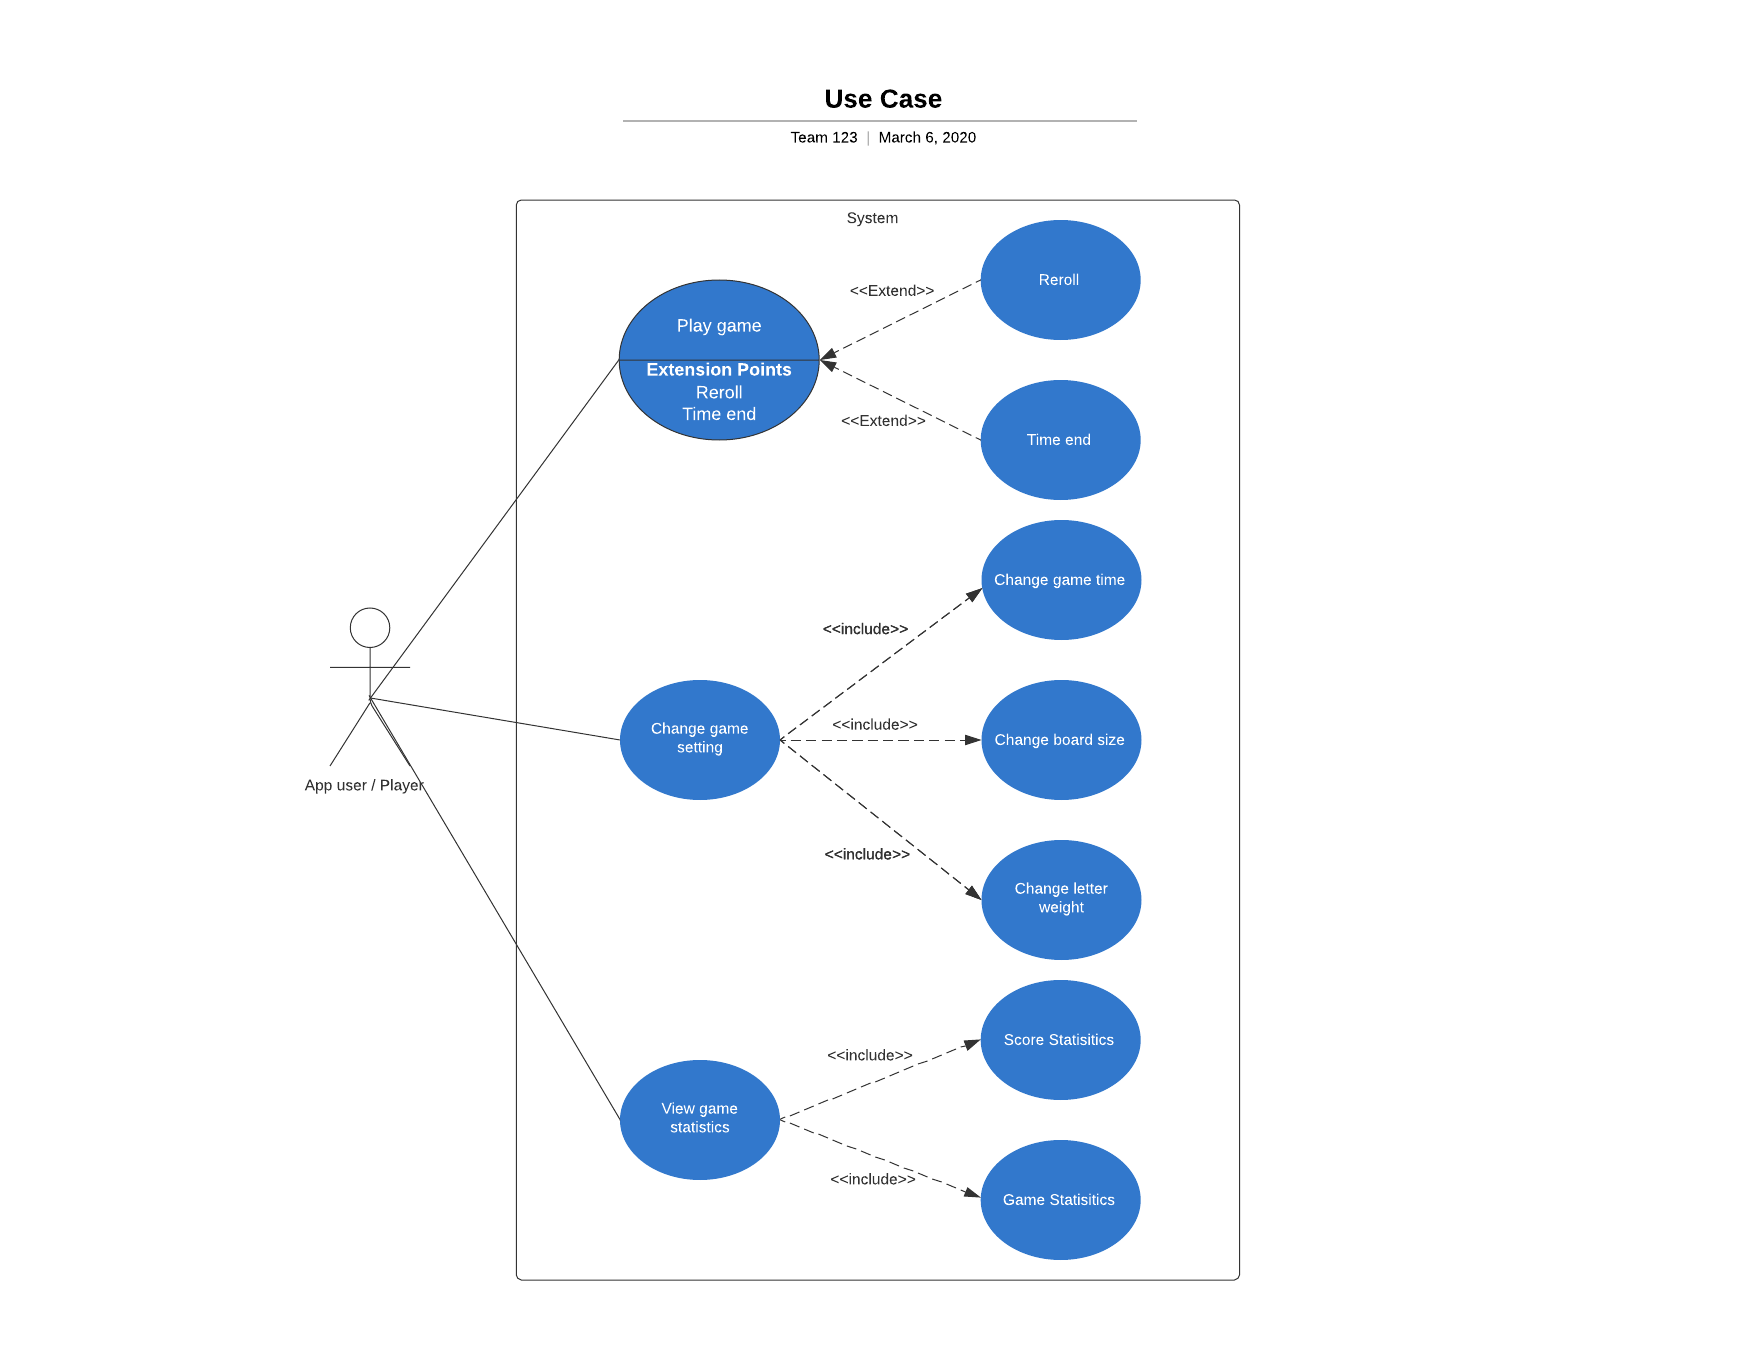 Use Case
Team 123 | March 6, 2020
System
Reroll
<<Extend>>
Play game
Extension Points
Reroll
Time end
<<Extend>>
Time end
Change game time
<<include>>
Change game
setting
<<include>>
Change board size
App user / Player
<<include>>
Change letter
weight
Score Statisitics
<<include>>
View game
statistics
<<include>>
Game Statisitics